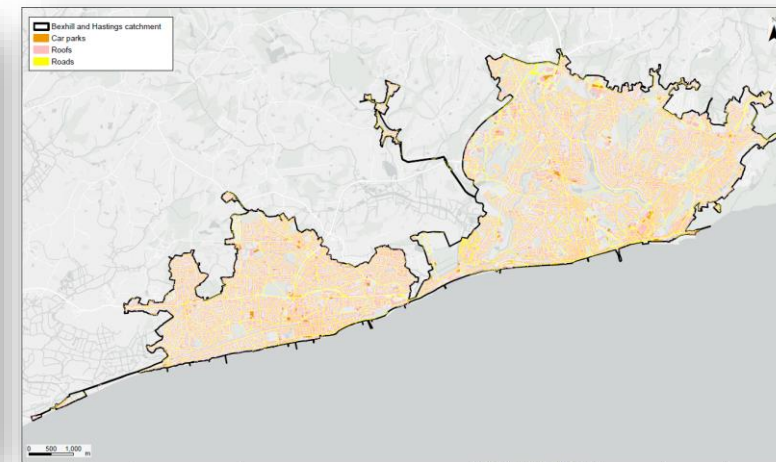 Bexhill and Hastings catchment
Car parks
Roofs
Roads
N
0 500 1,000
m